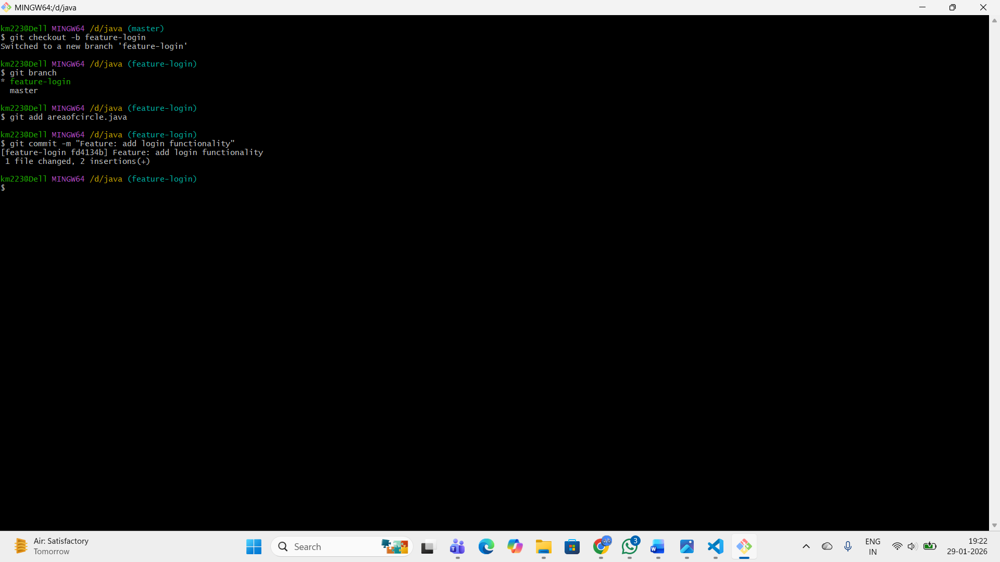 MINGW64:/d/java
km223@Dell MINGW64 /d/java (master)
$ git checkout -b feature-login
Switched to a new branch 'feature-login'
km223@Dell MINGW64 /d/java (feature-login)
$ git branch
* feature-login
  master
km223@Dell MINGW64 /d/java (feature-login)
$ git add areaofcircle.java
km223@Dell MINGW64 /d/java (feature-login)
$ git commit -m "Feature: add login functionality"
[feature-login fd4134b] Feature: add login functionality
 1 file changed, 2 insertions(+)
km223@Dell MINGW64 /d/java (feature-login)
$
Air: Satisfactory
Tomorrow
Search
3
W
ENG
IN
19:22
29-01-2026